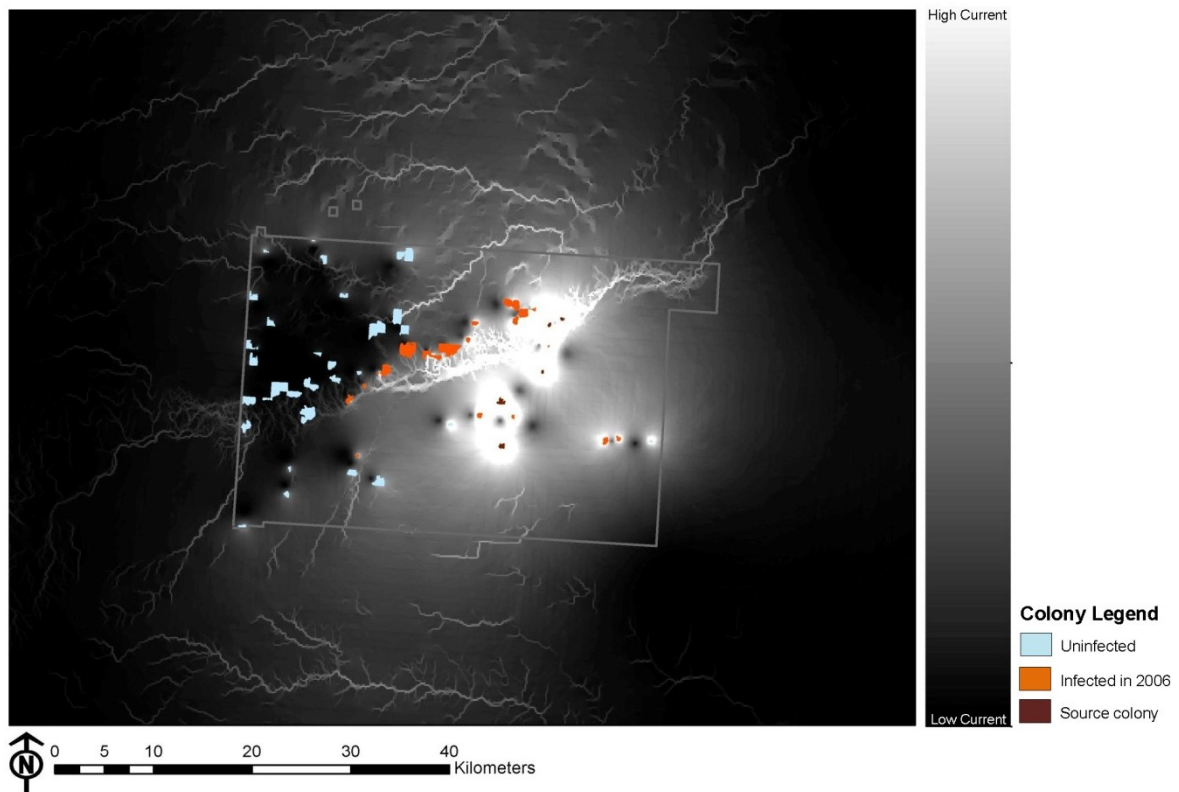 High Current
Low Current
Colony Legend
Uninfected
Infected in 2006
Source colony
N
0 5 10 20 30 40
Kilometers